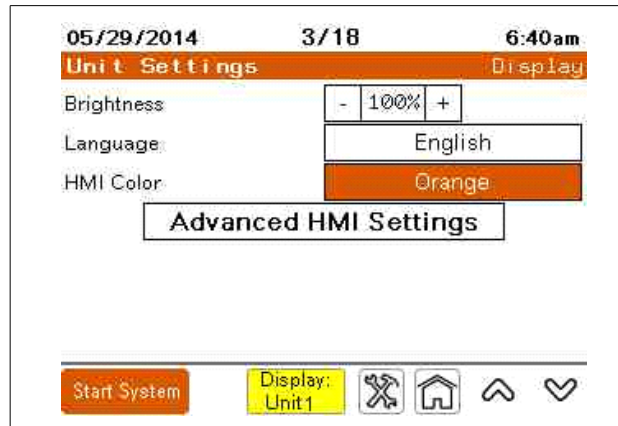 05/29/2014 3/18 6:40am
Unit Settings Display
Brightness - 100% +
Language English
HMI Color Orange
Advanced HMI Settings
Start System Display: Unit1